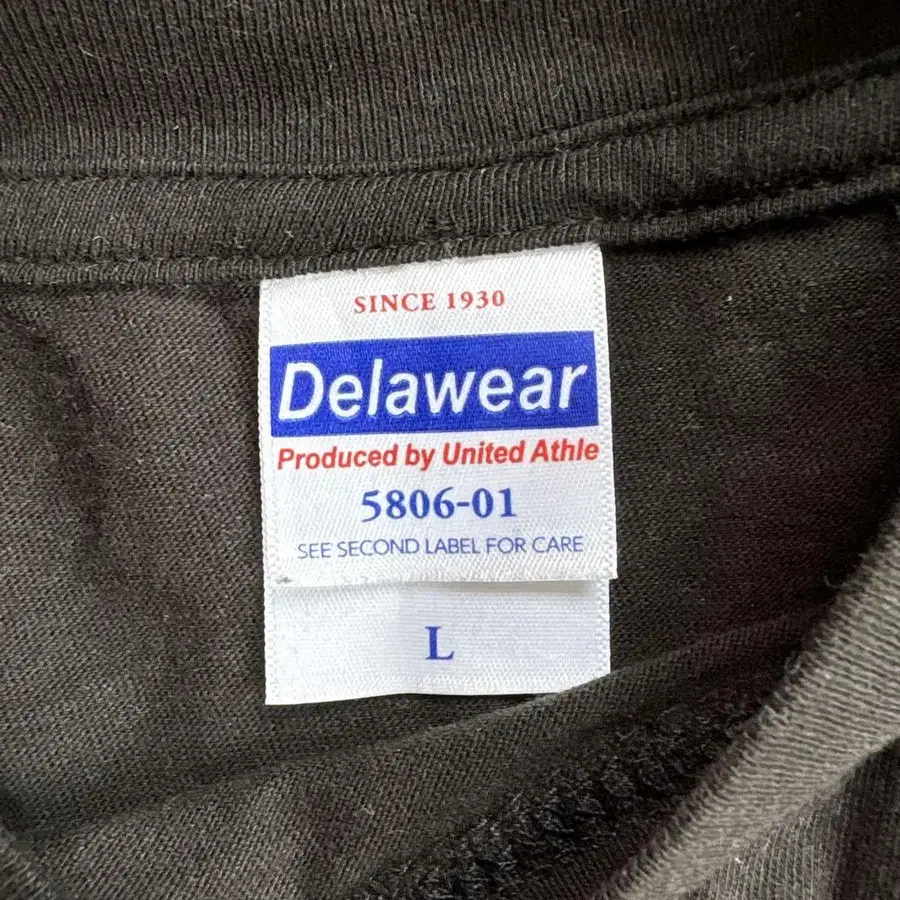 SINCE 1930
Delawear
Produced by United Athle
5806-01
SEE SECOND LABEL FOR CARE
L